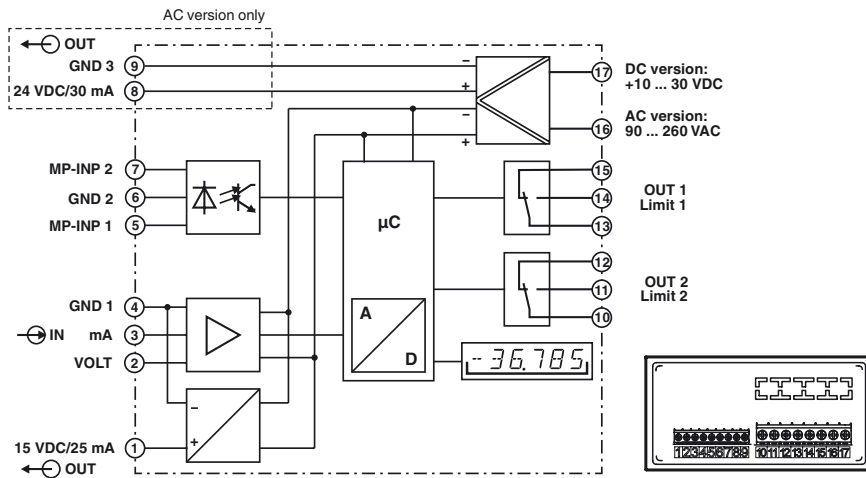 AC version only
OUT
GND 3 9
24 VDC/30 mA 8
MP-INP 2 7
GND 2 6
MP-INP 1 5
GND 1 4
IN mA 3
VOLT 2
15 VDC/25 mA 1
OUT
–
+
–
+
–
+
µC
A
D
-36.785
17 DC version:
+10 ... 30 VDC
16 AC version:
90 ... 260 VAC
15
14 OUT 1
Limit 1
13
12
11 OUT 2
Limit 2
10
1 2 3 4 5 6 7 8 9
10 11 12 13 14 15 16 17